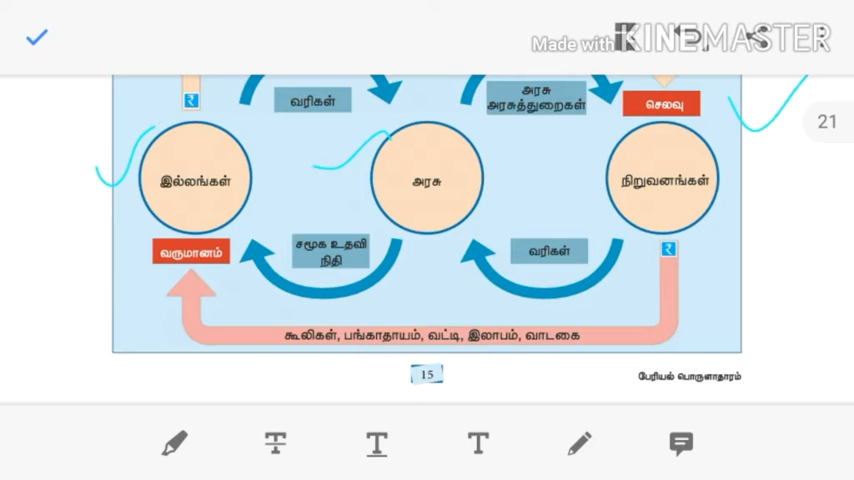 Made with KINEMASTER
₹
வரிகள்
அரசு
அரசுத்துறைகள்
செலவு
21
இல்லங்கள்
அரசு
நிறுவனங்கள்
வருமானம்
சமூக உதவி
நிதி
வரிகள்
₹
கூலிகள், பங்காதாயம், வட்டி, இலாபம், வாடகை
15
பேரியல் பொருளாதாரம்
T
T
T